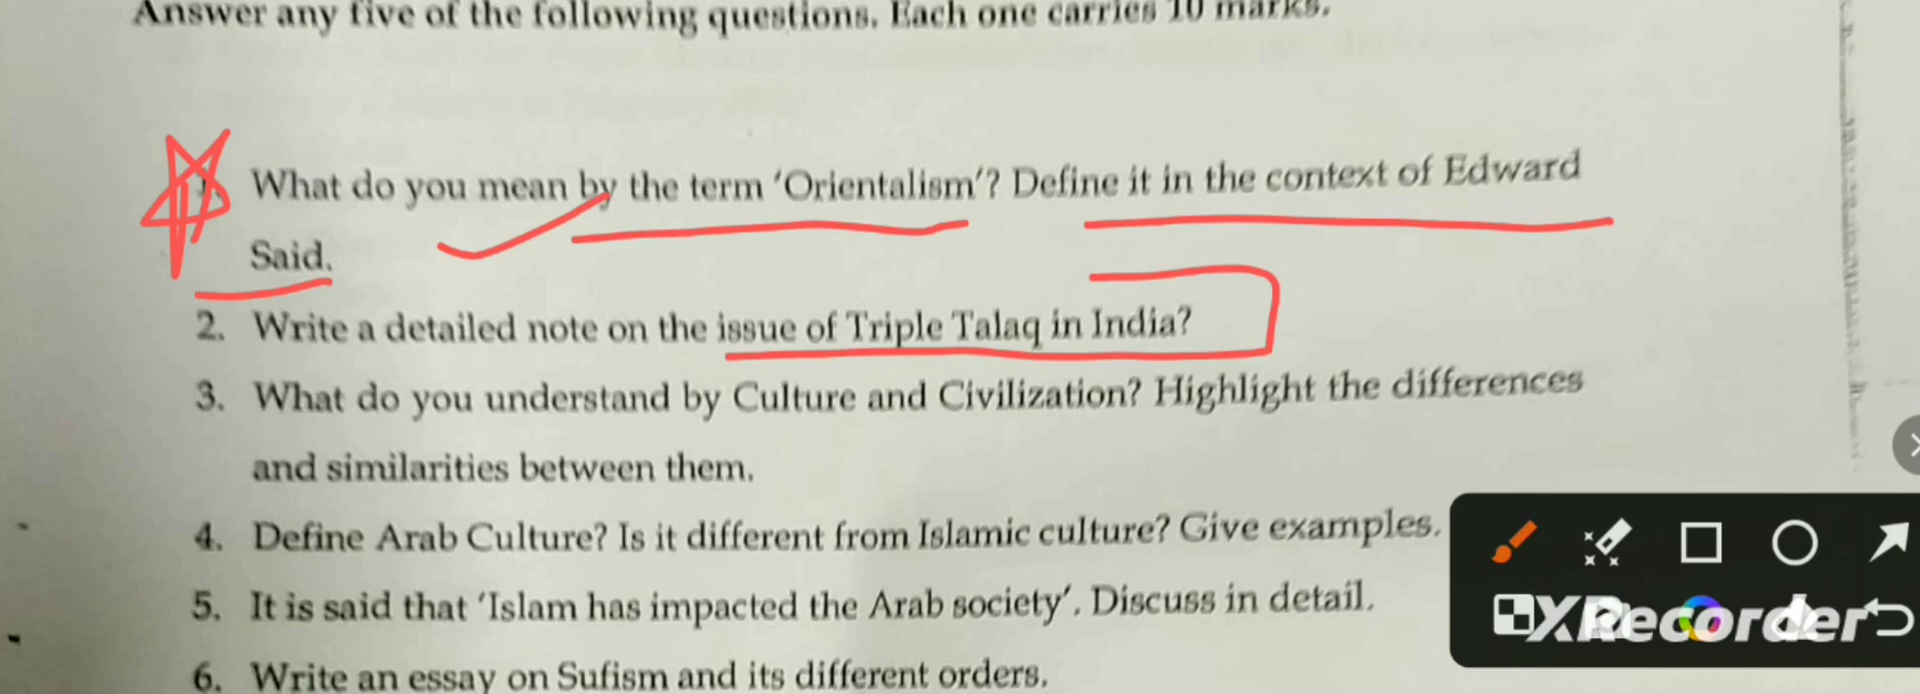 Answer any five of the following questions. Each one carries 10 marks.
What do you mean by the term 'Orientalism'? Define it in the context of Edward
Said.
2. Write a detailed note on the issue of Triple Talaq in India?
3. What do you understand by Culture and Civilization? Highlight the differences
and similarities between them.
4. Define Arab Culture? Is it different from Islamic culture? Give examples.
5. It is said that 'Islam has impacted the Arab society'. Discuss in detail.
6. Write an essay on Sufism and its different orders.
XRecorder